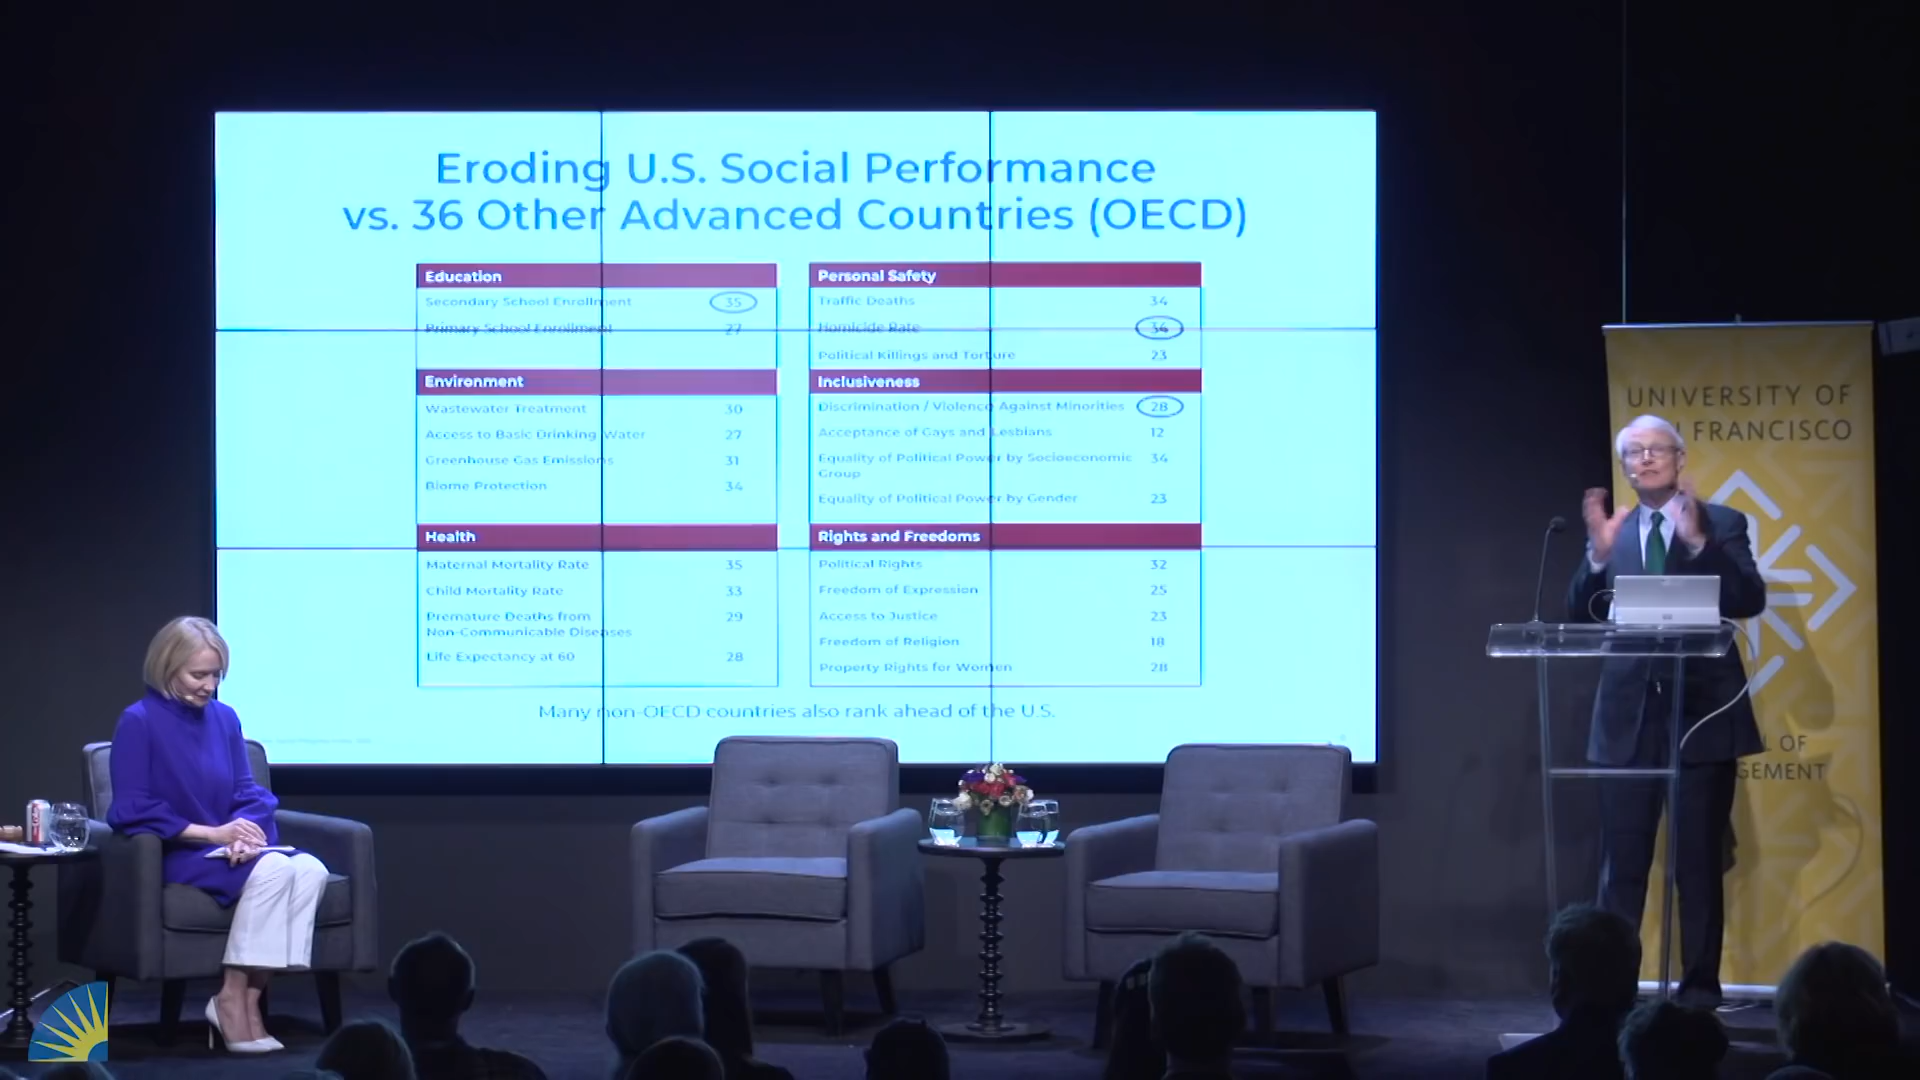 Eroding U.S. Social Performance
vs. 36 Other Advanced Countries (OECD)
Education
Secondary School Enrollment 35
Primary School Enrollment 27
Environment
Wastewater Treatment 30
Access to Basic Drinking Water 27
Greenhouse Gas Emissions 31
Biome Protection 34
Health
Maternal Mortality Rate 35
Child Mortality Rate 33
Premature Deaths from 29
Non-Communicable Diseases
Life Expectancy at 60 28
Personal Safety
Traffic Deaths 34
Homicide Rate 34
Political Killings and Torture 23
Inclusiveness
Discrimination / Violence Against Minorities 28
Acceptance of Gays and Lesbians 12
Equality of Political Power by Socioeconomic 34
Group
Equality of Political Power by Gender 23
Rights and Freedoms
Political Rights 32
Freedom of Expression 25
Access to Justice 23
Freedom of Religion 18
Property Rights for Women 28
Many non-OECD countries also rank ahead of the U.S.
UNIVERSITY OF
FRANCISCO
OF